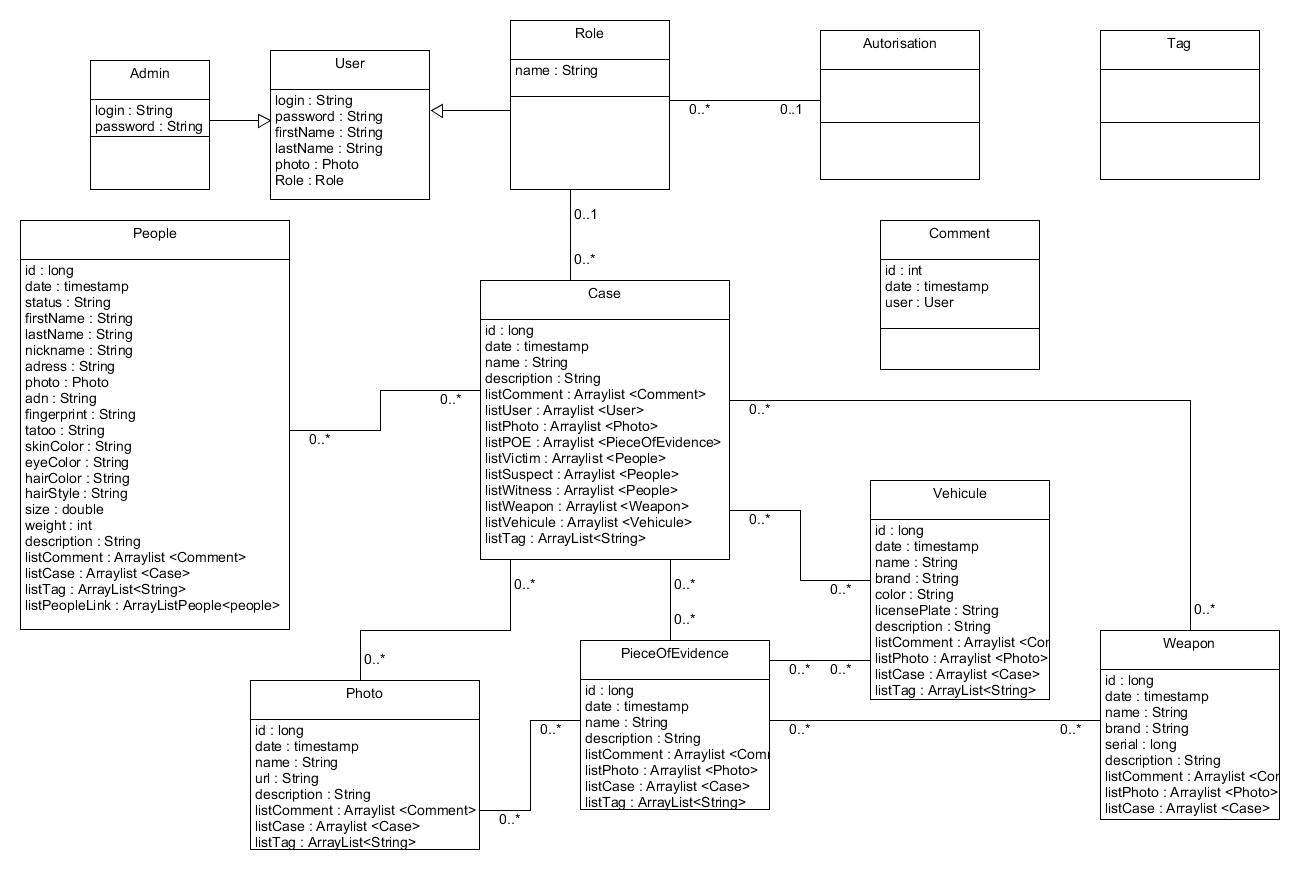 Admin
login : String
password : String
User
login : String
password : String
firstName : String
lastName : String
photo : Photo
Role : Role
Role
name : String
0..*
0..1
Autorisation
Tag
0..1
0..*
People
id : long
date : timestamp
status : String
firstName : String
lastName : String
nickname : String
adress : String
photo : Photo
adn : String
fingerprint : String
tatoo : String
skinColor : String
eyeColor : String
hairColor : String
hairStyle : String
size : double
weight : int
description : String
listComment : Arraylist <Comment>
listCase : Arraylist <Case>
listTag : ArrayList<String>
listPeopleLink : ArrayListPeople<people>
0..*
0..*
Case
id : long
date : timestamp
name : String
description : String
listComment : Arraylist <Comment>
listUser : Arraylist <User>
listPhoto : Arraylist <Photo>
listPOE : Arraylist <PieceOfEvidence>
listVictim : Arraylist <People>
listSuspect : Arraylist <People>
listWitness : Arraylist <People>
listWeapon : Arraylist <Weapon>
listVehicule : Arraylist <Vehicule>
listTag : ArrayList<String>
Comment
id : int
date : timestamp
user : User
0..*
0..*
0..*
0..*
Vehicule
id : long
date : timestamp
name : String
brand : String
color : String
licensePlate : String
description : String
listComment : Arraylist <Cor
listPhoto : Arraylist <Photo>
listCase : Arraylist <Case>
listTag : ArrayList<String>
0..*
0..*
0..*
0..*
Photo
id : long
date : timestamp
name : String
url : String
description : String
listComment : Arraylist <Comment>
listCase : Arraylist <Case>
listTag : ArrayList<String>
0..*
0..*
PieceOfEvidence
id : long
date : timestamp
name : String
description : String
listComment : Arraylist <Com
listPhoto : Arraylist <Photo>
listCase : Arraylist <Case>
listTag : ArrayList<String>
0..*
0..*
0..*
0..*
Weapon
id : long
date : timestamp
name : String
brand : String
serial : long
description : String
listComment : Arraylist <Cor
listPhoto : Arraylist <Photo>
listCase : Arraylist <Case>